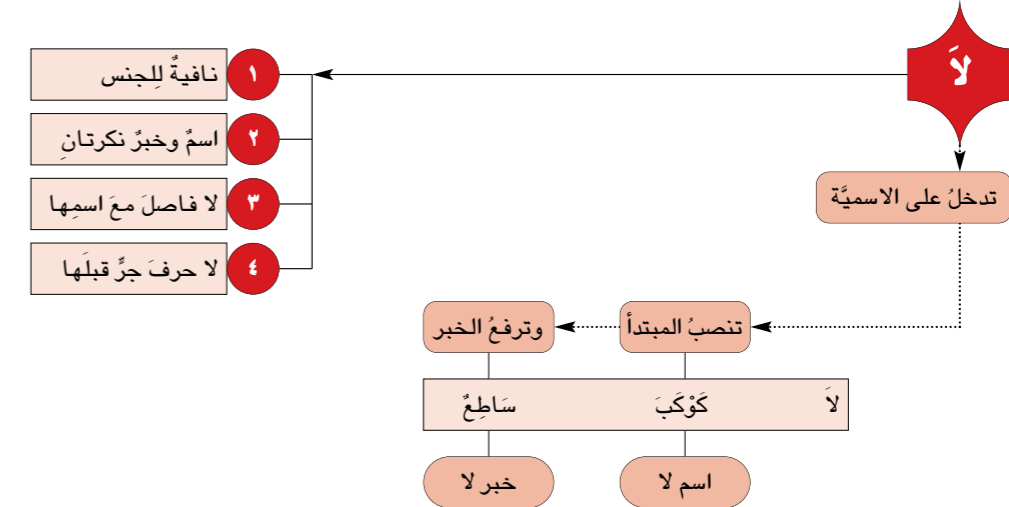 لاَ
١ نافيةٌ لِلجنس
٢ اسمٌ وخبرٌ نكرتانِ
٣ لا فاصلَ معَ اسمِها
٤ لا حرفَ جرٍّ قبلَها
تدخلُ على الاسميَّة
تنصبُ المبتدأ وترفعُ الخبر
لاَ كَوْكَبَ سَاطِعٌ
اسم لا خبر لا